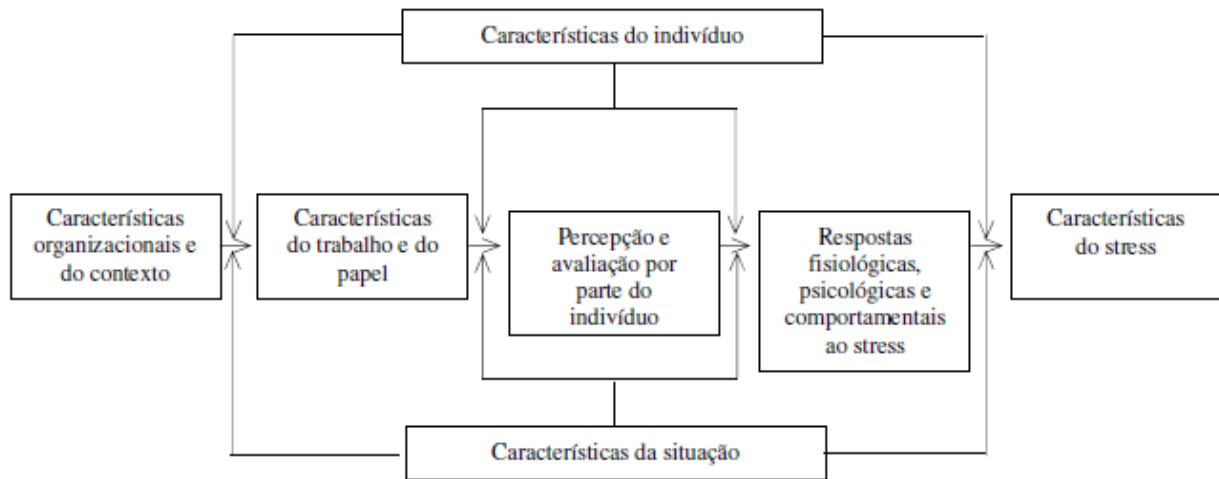 Características do indivíduo
Características
organizacionais e
do contexto
Características
do trabalho e do
papel
Percepção e
avaliação por
parte do
indivíduo
Respostas
fisiológicas,
psicológicas e
comportamentais
ao stress
Características
do stress
Características da situação